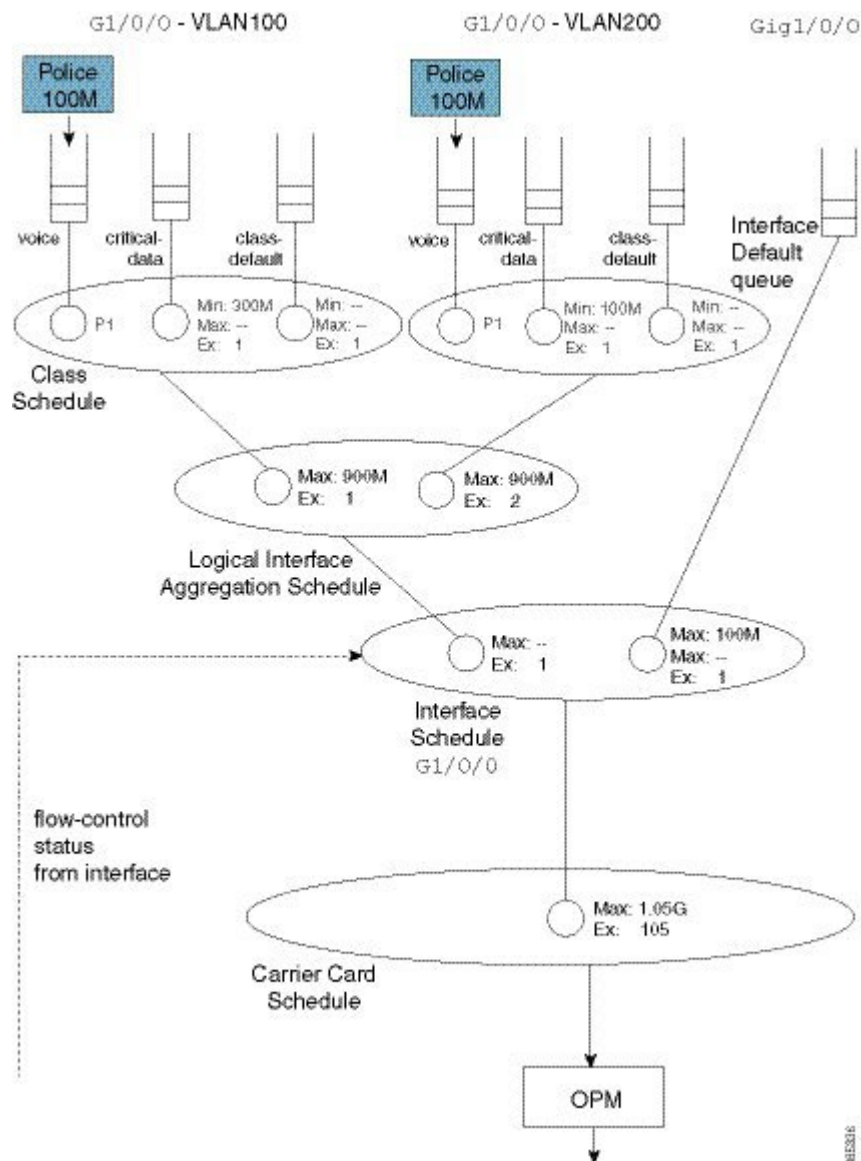 G1/0/0 - VLAN100
G1/0/0 - VLAN200
Gig1/0/0
Police
100M
Police
100M
voice
critical-
data
class-
default
voice
critical-
data
class-
default
Interface
Default
queue
P1
Min: 300M
Max: --
Ex: 1
Min: --
Max: --
Ex: 1
P1
Min: 100M
Max: --
Ex: 1
Min: --
Max: --
Ex: 1
Class
Schedule
Max: 900M
Ex: 1
Max: 900M
Ex: 2
Logical Interface
Aggregation Schedule
Max: --
Ex: 1
Max: 100M
Max: --
Ex: 1
Interface
Schedule
G1/0/0
flow-control
status
from interface
Max: 1.05G
Ex: 105
Carrier Card
Schedule
OPM